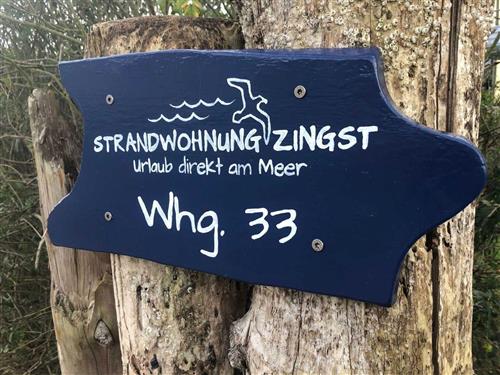 STRANDWOHNUNG ZINGST
Urlaub direkt am Meer
Whg. 33